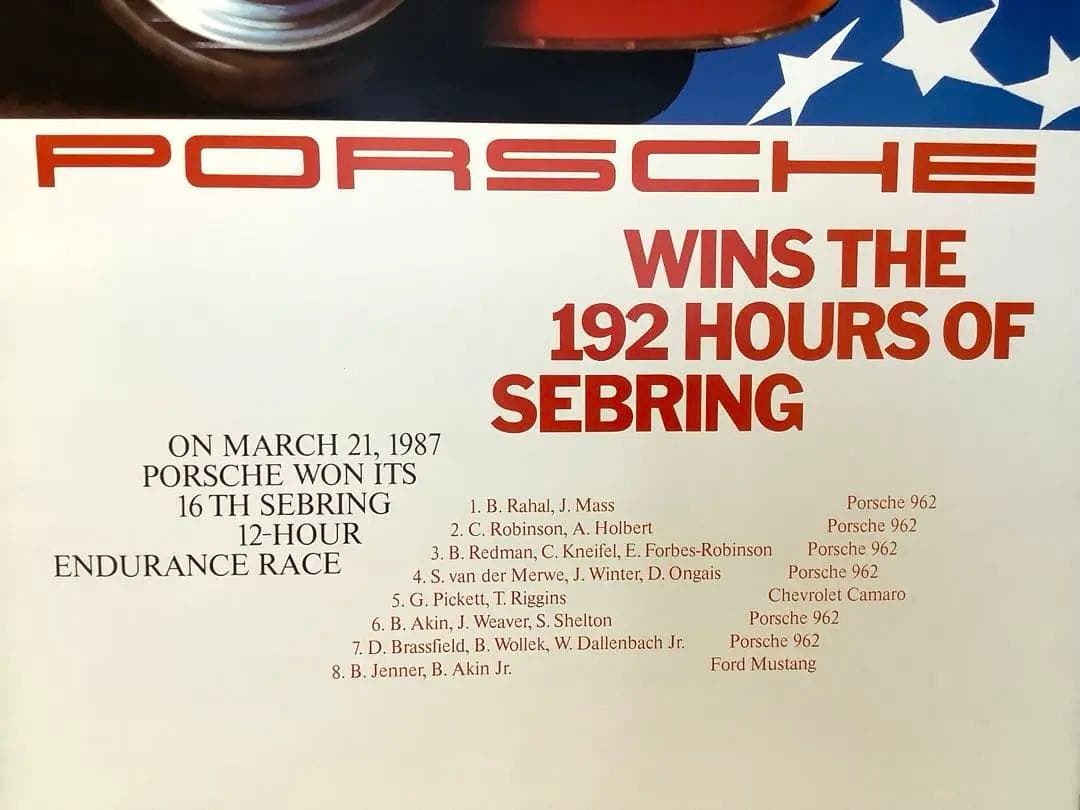 PORSCHE
WINS THE
192 HOURS OF
SEBRING
ON MARCH 21, 1987
PORSCHE WON ITS
16 TH SEBRING
12-HOUR
ENDURANCE RACE
1. B. Rahal, J. Mass Porsche 962
2. C. Robinson, A. Holbert Porsche 962
3. B. Redman, C. Kneifel, E. Forbes-Robinson Porsche 962
4. S. van der Merwe, J. Winter, D. Ongais Porsche 962
5. G. Pickett, T. Riggins Chevrolet Camaro
6. B. Akin, J. Weaver, S. Shelton Porsche 962
7. D. Brassfield, B. Wollek, W. Dallenbach Jr. Porsche 962
8. B. Jenner, B. Akin Jr. Ford Mustang